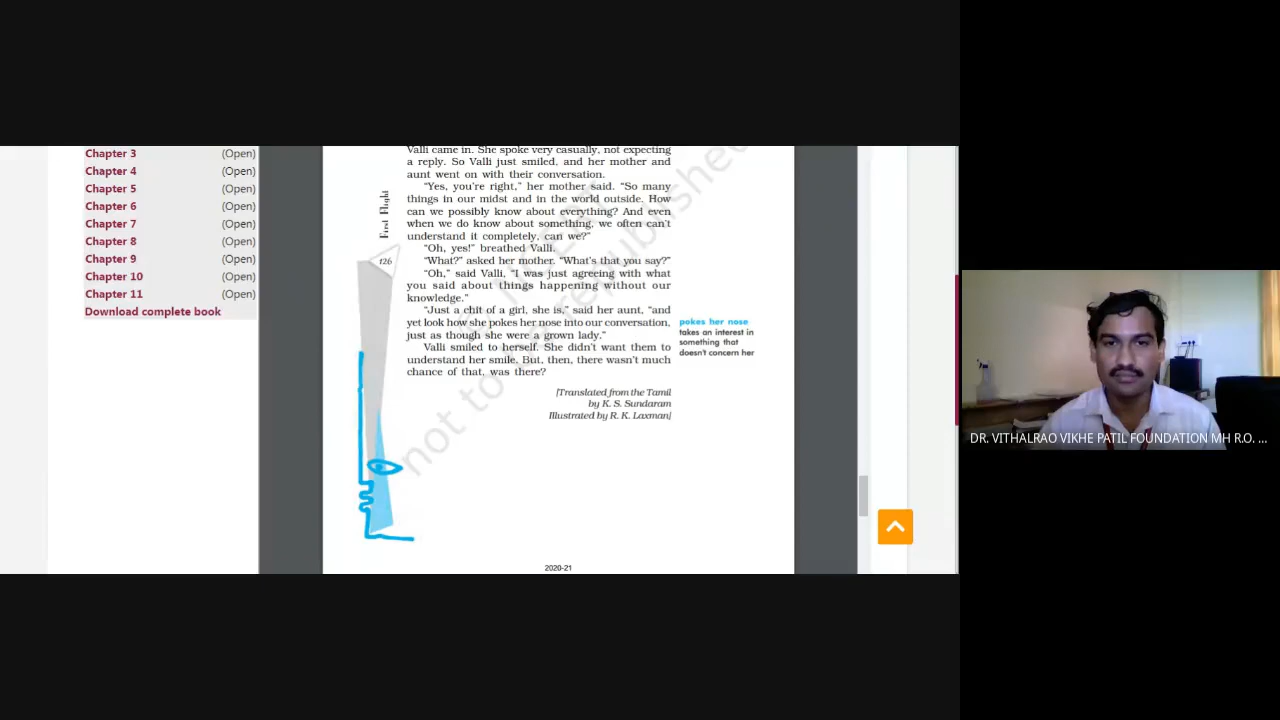 Chapter 3 (Open)
Chapter 4 (Open)
Chapter 5 (Open)
Chapter 6 (Open)
Chapter 7 (Open)
Chapter 8 (Open)
Chapter 9 (Open)
Chapter 10 (Open)
Chapter 11 (Open)
Download complete book
First Flight
126
Valli came in. She spoke very casually, not expecting
a reply. So Valli just smiled, and her mother and
aunt went on with their conversation.
“Yes, you’re right,” her mother said. “So many
things in our midst and in the world outside. How
can we possibly know about everything? And even
when we do know about something, we often can’t
understand it completely, can we?”
“Oh, yes!” breathed Valli.
“What?” asked her mother. “What’s that you say?”
“Oh,” said Valli, “I was just agreeing with what
you said about things happening without our
knowledge.”
“Just a chit of a girl, she is,” said her aunt, “and
yet look how she pokes her nose into our conversation,
just as though she were a grown lady.”
Valli smiled to herself. She didn’t want them to
understand her smile. But, then, there wasn’t much
chance of that, was there?
[Translated from the Tamil
by K. S. Sundaram
Illustrated by R. K. Laxman]
pokes her nose
takes an interest in
something that
doesn’t concern her
not to be republished
2020-21
DR. VITHALRAO VIKHE PATIL FOUNDATION MH R.O. ...